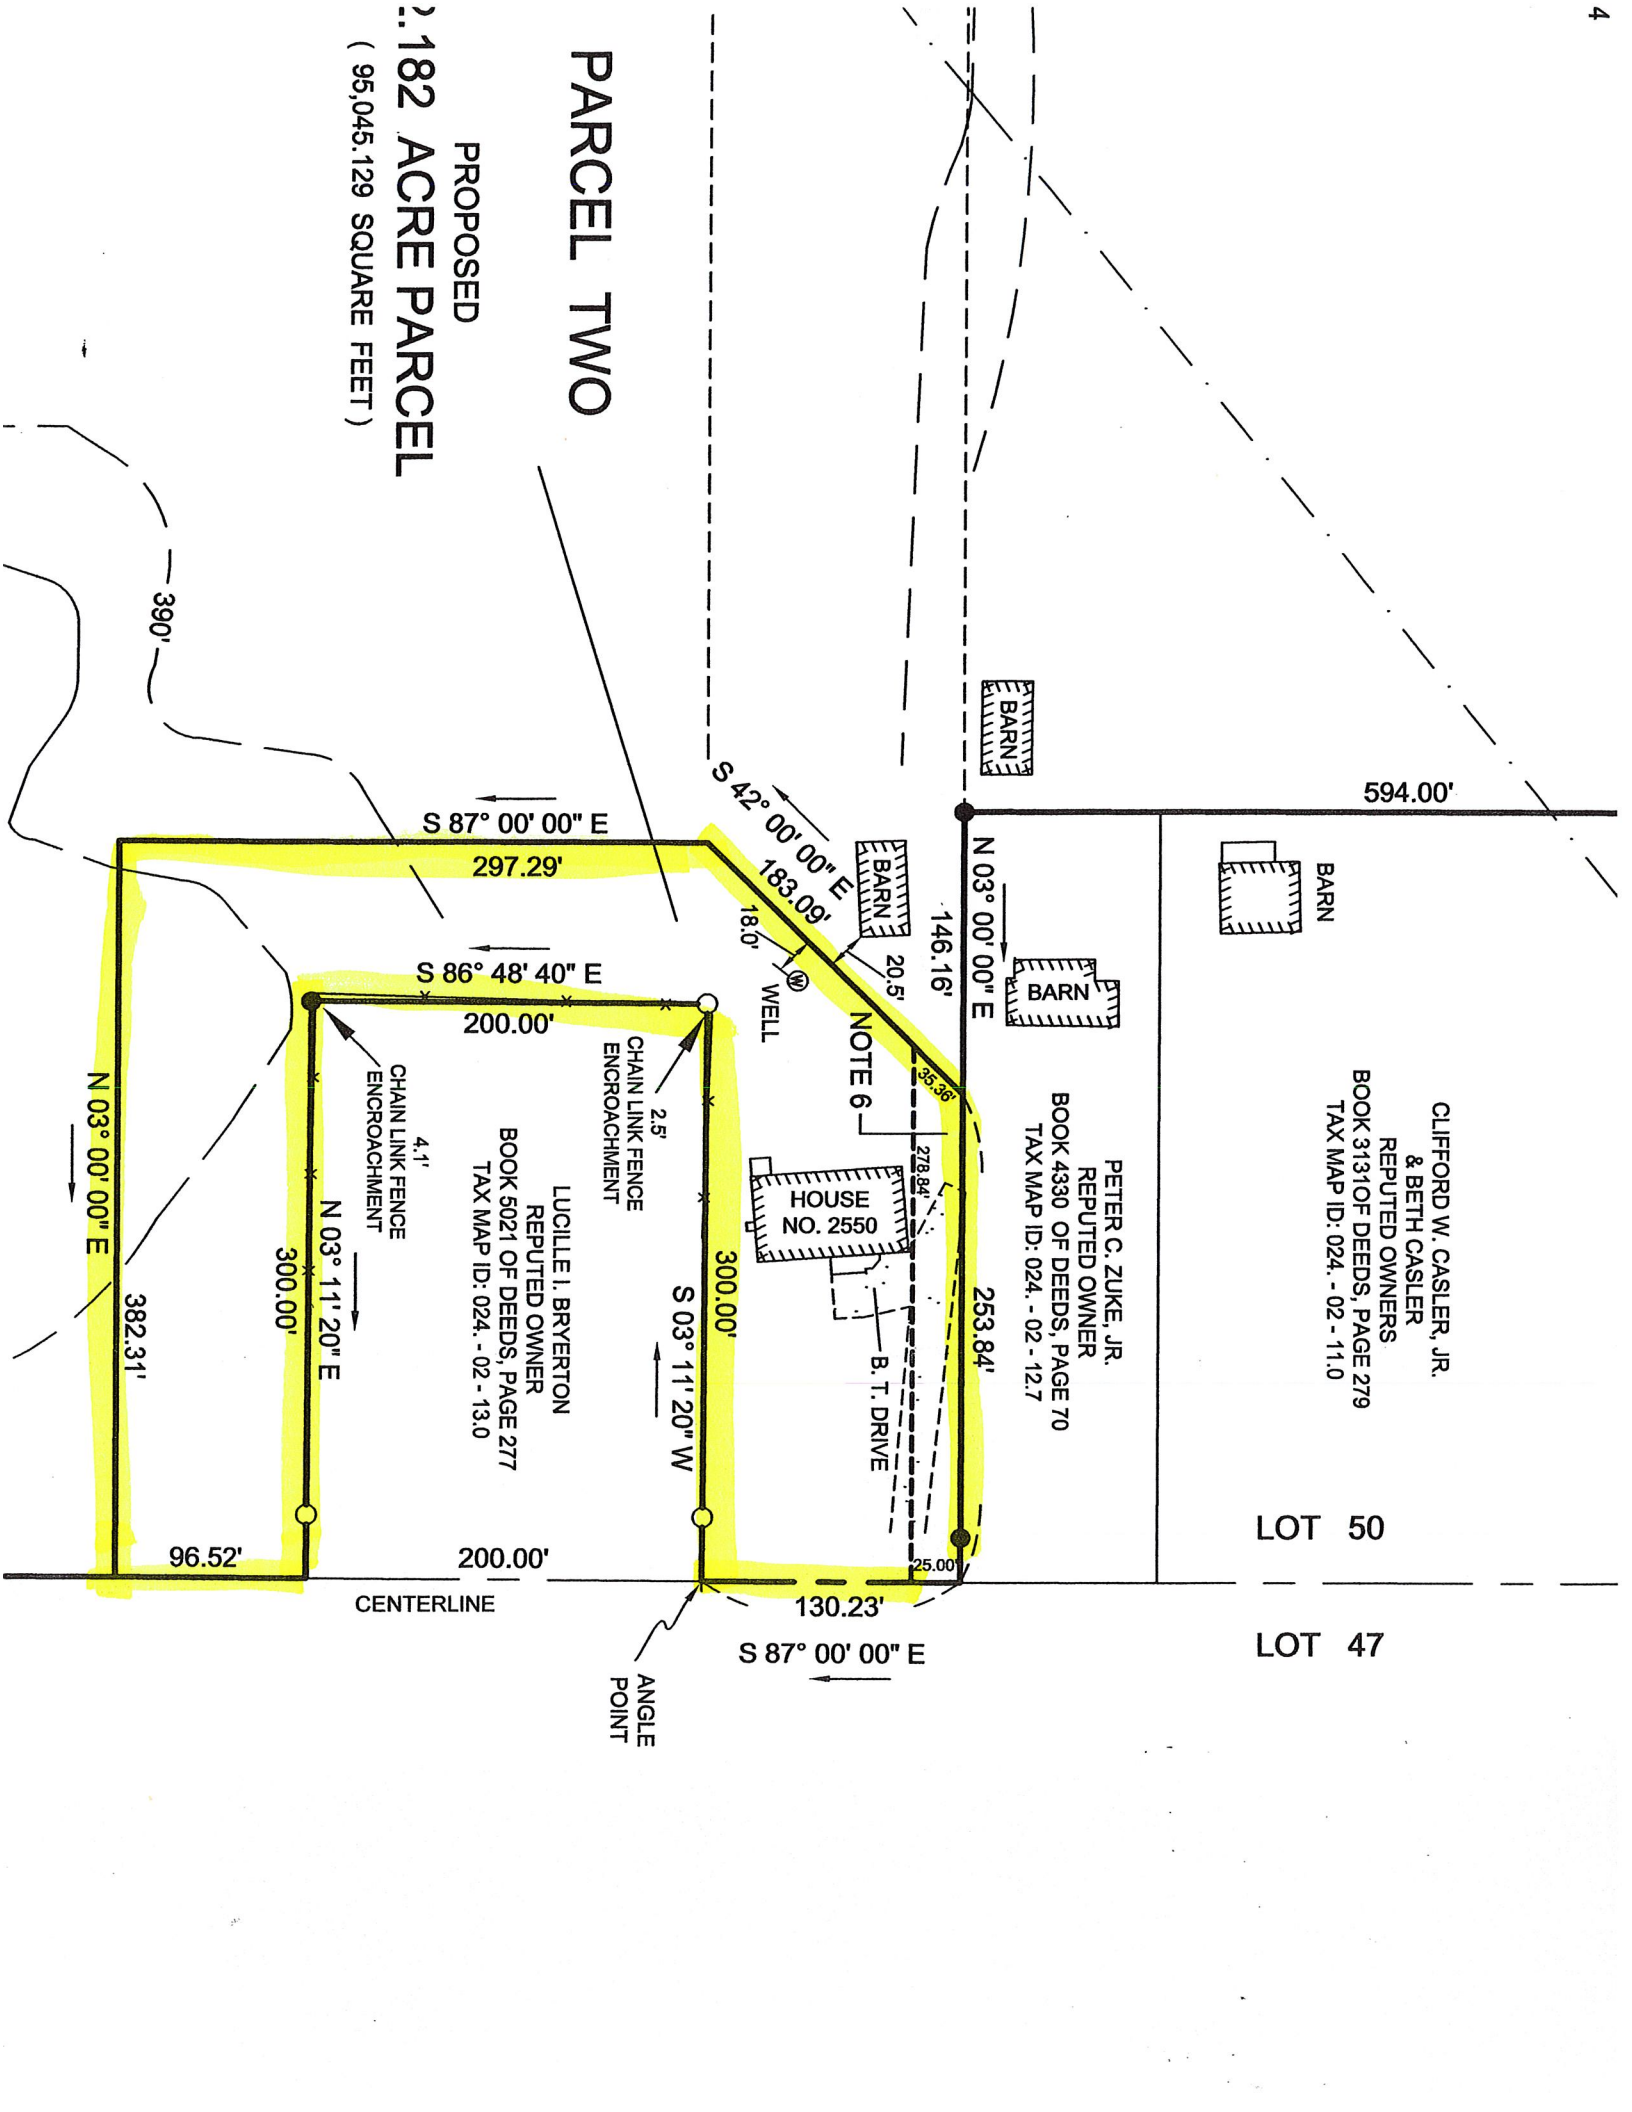 4
PARCEL TWO
PROPOSED
.182 ACRE PARCEL
( 95,045.129 SQUARE FEET )
390'
BARN
594.00'
S 87° 00' 00" E
297.29'
S 42° 00' 00" E
183.09'
BARN
18.0'
20.5'
W
WELL
N 03° 00' 00" E
146.16'
BARN
BARN
S 86° 48' 40" E
200.00'
NOTE 6
35.36'
278.84'
2.5'
CHAIN LINK FENCE
ENCROACHMENT
4.1'
CHAIN LINK FENCE
ENCROACHMENT
HOUSE
NO. 2550
B. T. DRIVE
253.84'
CLIFFORD W. CASLER, JR.
& BETH CASLER
REPUTED OWNERS
BOOK 3131OF DEEDS, PAGE 279
TAX MAP ID: 024. - 02 - 11.0
PETER C. ZUKE, JR.
REPUTED OWNER
BOOK 4330 OF DEEDS, PAGE 70
TAX MAP ID: 024. - 02 - 12.7
LUCILLE I. BRYERTON
REPUTED OWNER
BOOK 5021 OF DEEDS, PAGE 277
TAX MAP ID: 024. - 02 - 13.0
300.00'
S 03° 11' 20" W
N 03° 11' 20" E
300.00'
N 03° 00' 00" E
382.31'
LOT 50
96.52'
200.00'
25.00'
CENTERLINE
130.23'
LOT 47
S 87° 00' 00" E
ANGLE
POINT